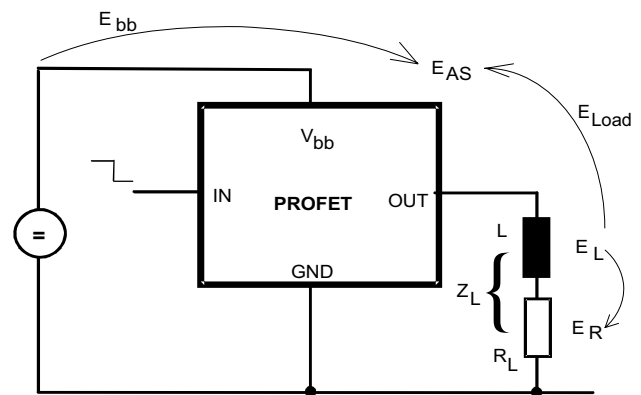 E bb
E AS
E Load
V bb
IN
PROFET
OUT
=
L
E L
GND
Z L
{
E R
R L